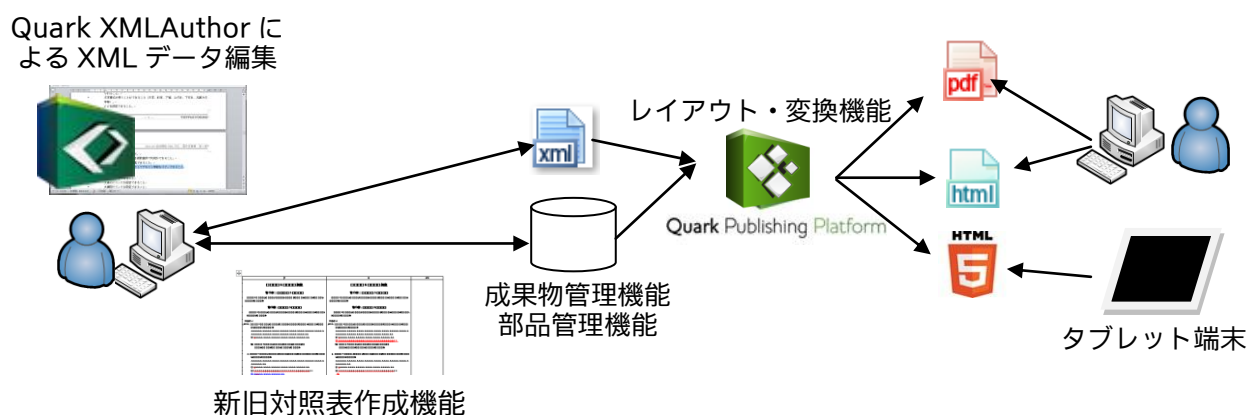 Quark XMLAuthor に
よる XML データ編集
xml
レイアウト・変換機能
Quark Publishing Platform
pdf
html
HTML
5
成果物管理機能
部品管理機能
タブレット端末
新旧対照表作成機能